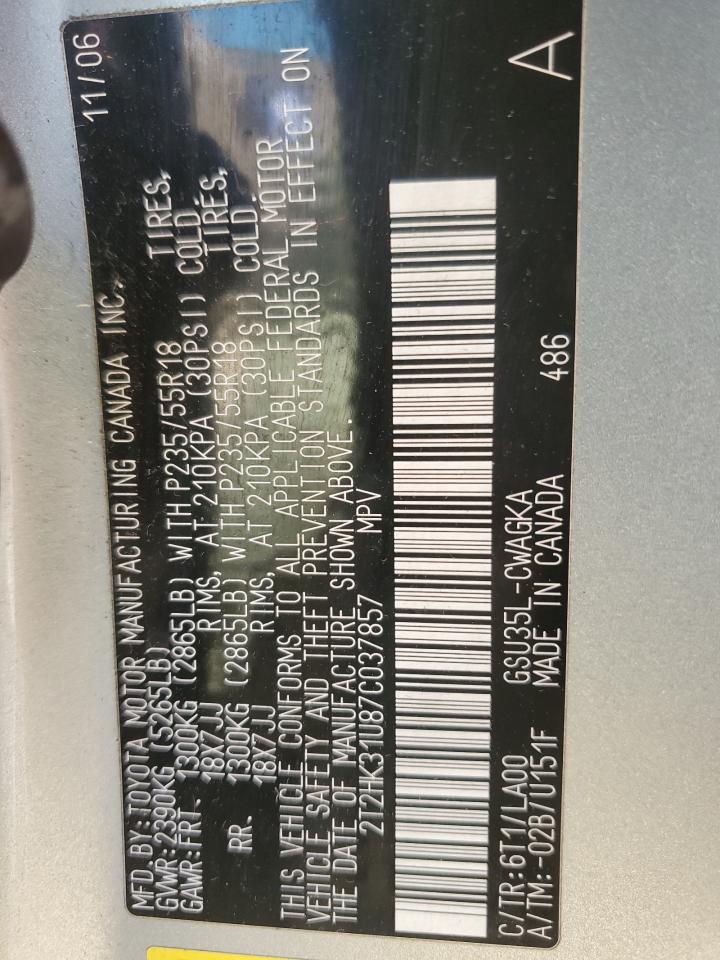 MFD. BY: TOYOTA MOTOR MANUFACTURING CANADA INC. 11/06
GVWR: 2390KG (5265LB)
GAWR: FRT. 1300KG (2865LB) WITH P235/55R18 TIRES,
18X7JJ RIMS, AT 210KPA (30PSI) COLD.
RR. 1300KG (2865LB) WITH P235/55R18 TIRES,
18X7JJ RIMS, AT 210KPA (30PSI) COLD.
THIS VEHICLE CONFORMS TO ALL APPLICABLE FEDERAL MOTOR
VEHICLE SAFETY AND THEFT PREVENTION STANDARDS IN EFFECT ON
THE DATE OF MANUFACTURE SHOWN ABOVE.
2T2HK31U87C037857 MPV
C/TR: 6T1/LA00 GSU35L-CWAGKA A
A/TM: -02B/U151F MADE IN CANADA 486